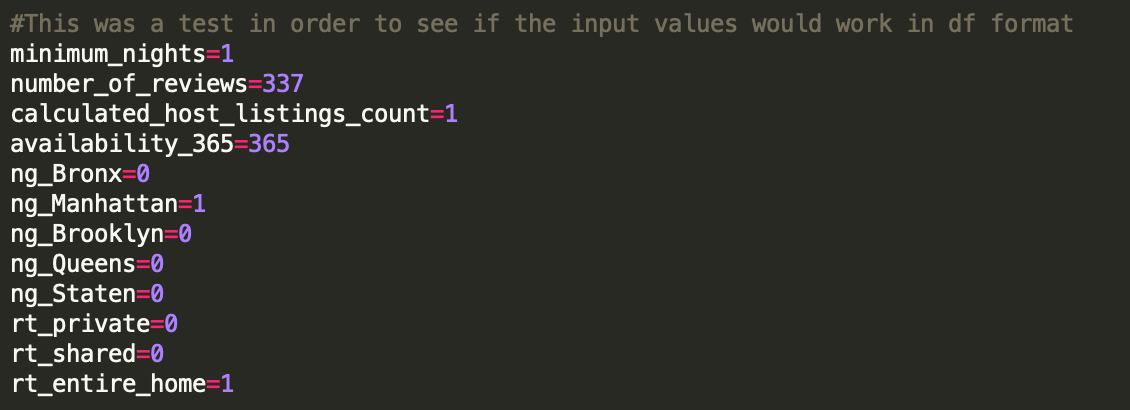 #This was a test in order to see if the input values would work in df format
minimum_nights=1
number_of_reviews=337
calculated_host_listings_count=1
availability_365=365
ng_Bronx=0
ng_Manhattan=1
ng_Brooklyn=0
ng_Queens=0
ng_Staten=0
rt_private=0
rt_shared=0
rt_entire_home=1